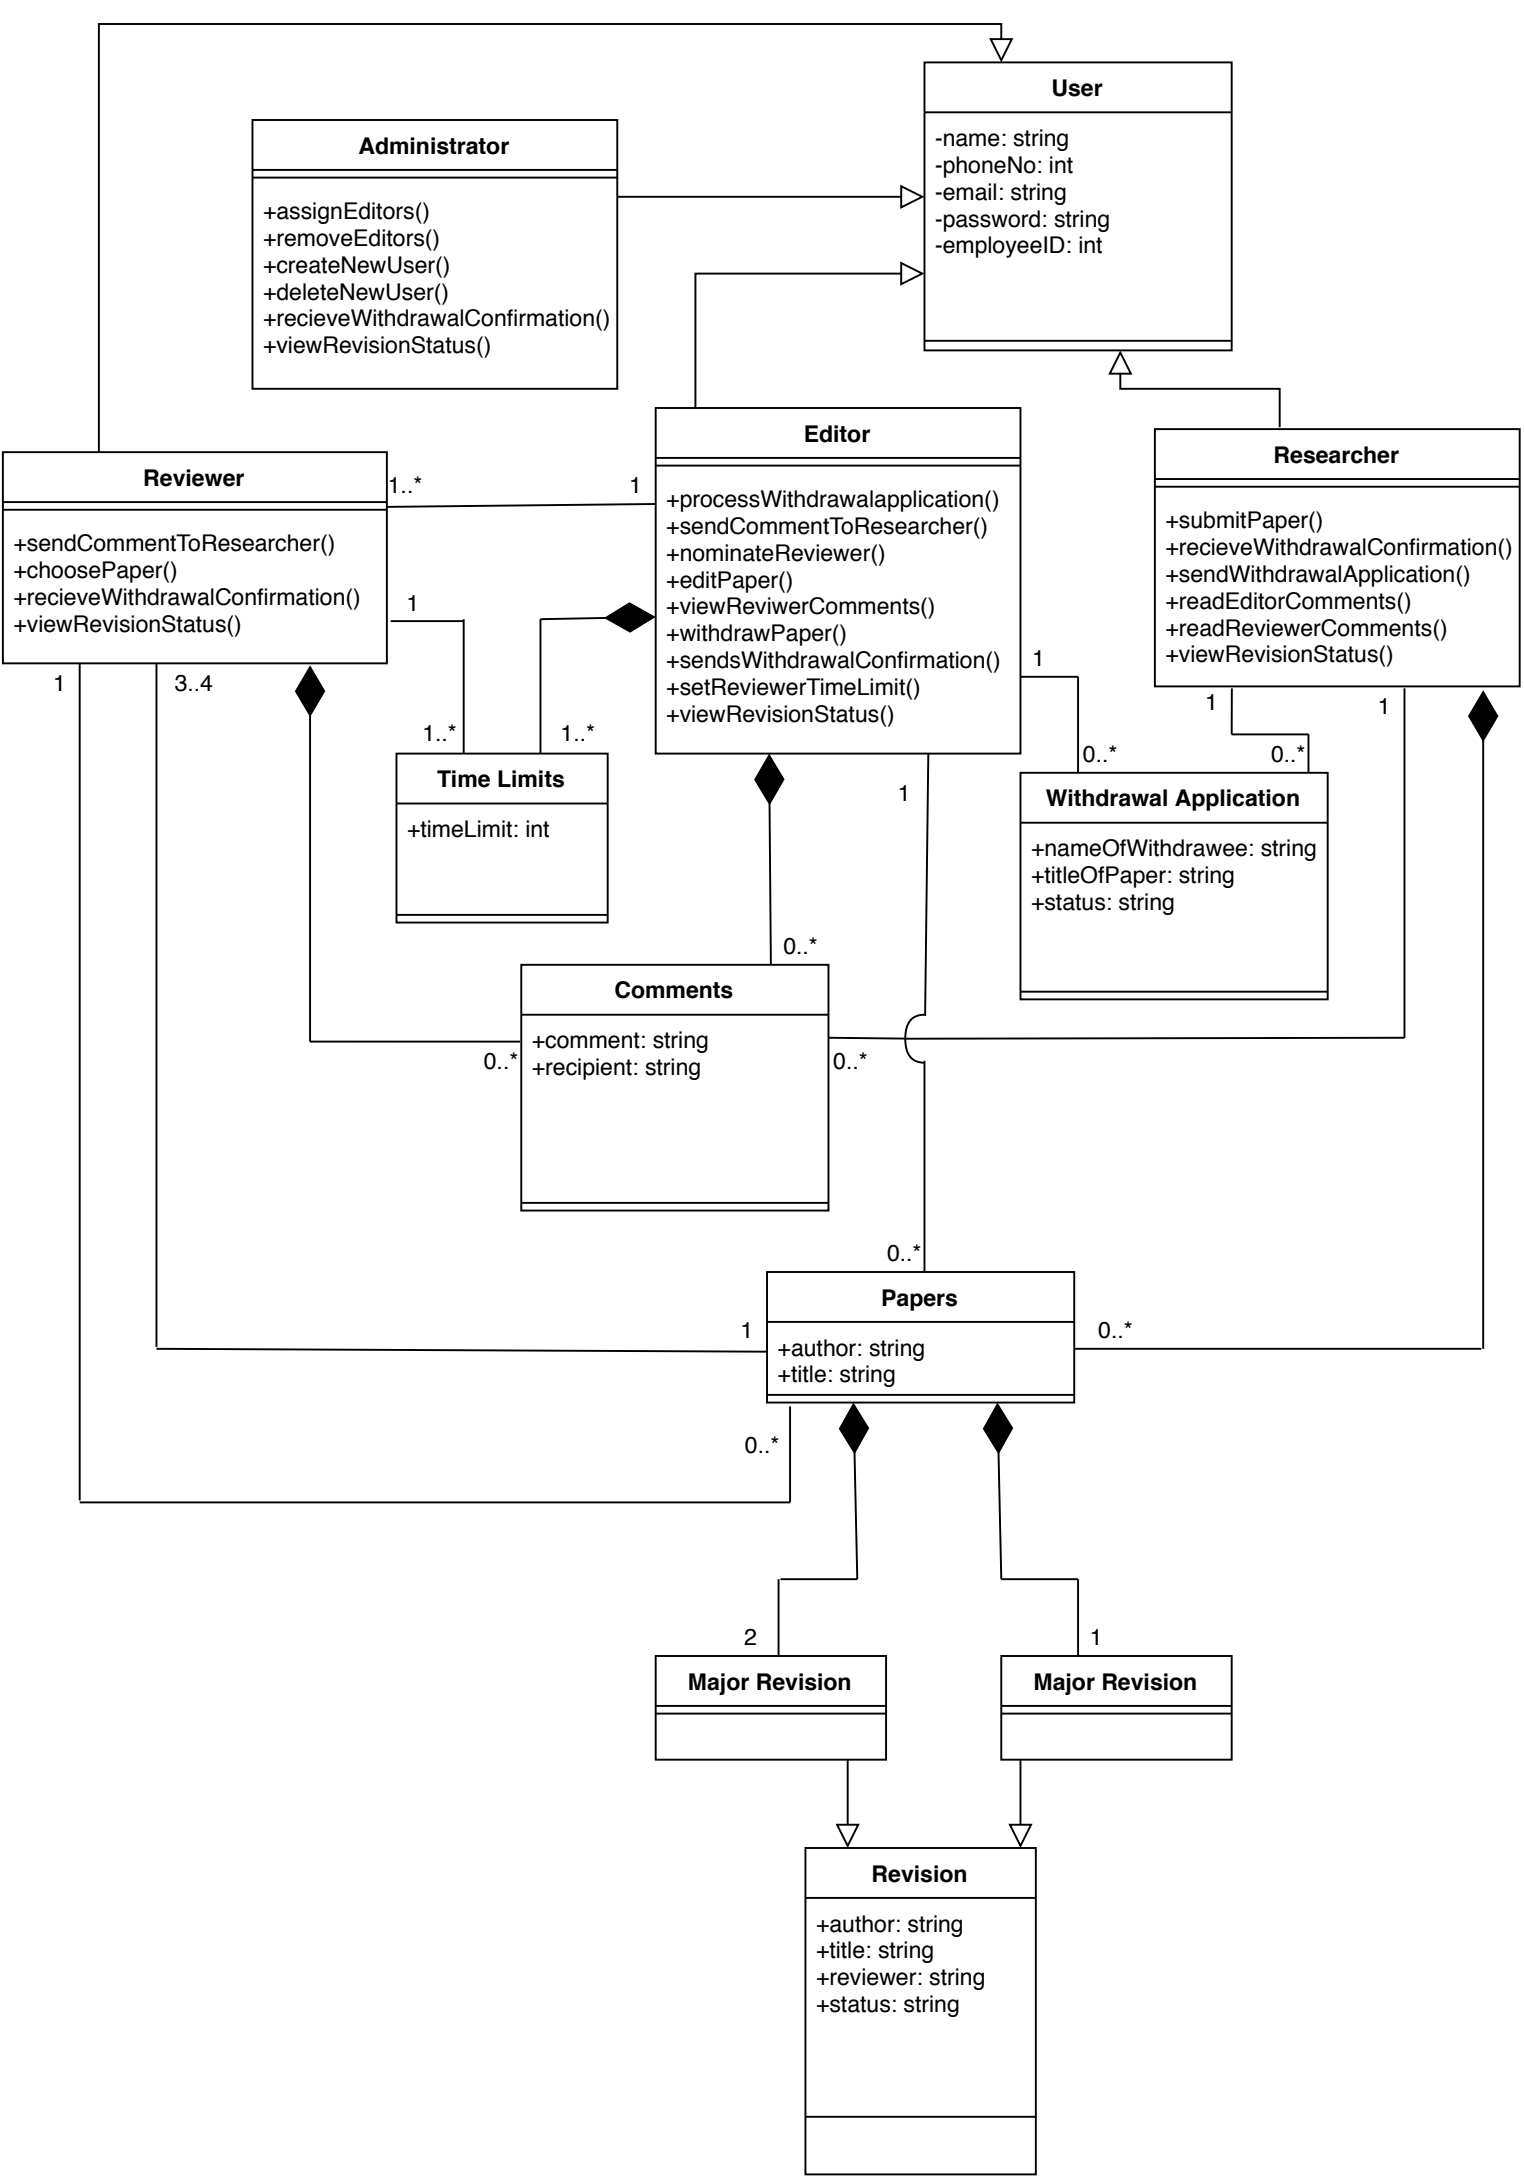 User
-name: string
-phoneNo: int
-email: string
-password: string
-employeeID: int
Administrator
+assignEditors()
+removeEditors()
+createNewUser()
+deleteNewUser()
+recieveWithdrawalConfirmation()
+viewRevisionStatus()
Reviewer
+sendCommentToResearcher()
+choosePaper()
+recieveWithdrawalConfirmation()
+viewRevisionStatus()
1..*
1
Editor
+processWithdrawalapplication()
+sendCommentToResearcher()
+nominateReviewer()
+editPaper()
+viewReviwerComments()
+withdrawPaper()
+sendsWithdrawalConfirmation()
+setReviewerTimeLimit()
+viewRevisionStatus()
Researcher
+submitPaper()
+recieveWithdrawalConfirmation()
+sendWithdrawalApplication()
+readEditorComments()
+readReviewerComments()
+viewRevisionStatus()
1
1
1
3..4
1
1
1..*
1..*
0..*
0..*
1
Time Limits
+timeLimit: int
Withdrawal Application
+nameOfWithdrawee: string
+titleOfPaper: string
+status: string
0..*
Comments
+comment: string
+recipient: string
0..*
0..*
0..*
Papers
+author: string
+title: string
1
0..*
0..*
2
1
Major Revision
Major Revision
Revision
+author: string
+title: string
+reviewer: string
+status: string